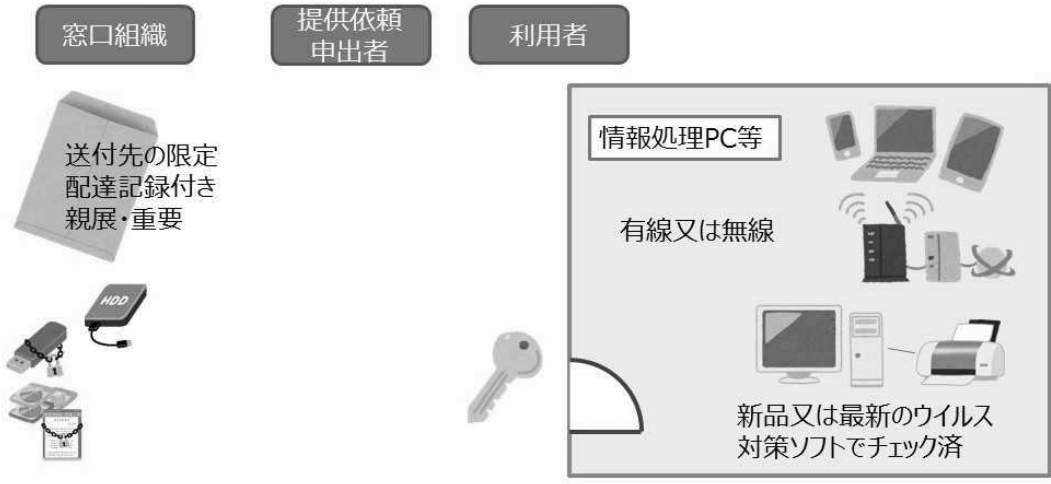 窓口組織
提供依頼
申出者
利用者
送付先の限定
配達記録付き
親展・重要
情報処理PC等
有線又は無線
HDD
新品又は最新のウイルス
対策ソフトでチェック済